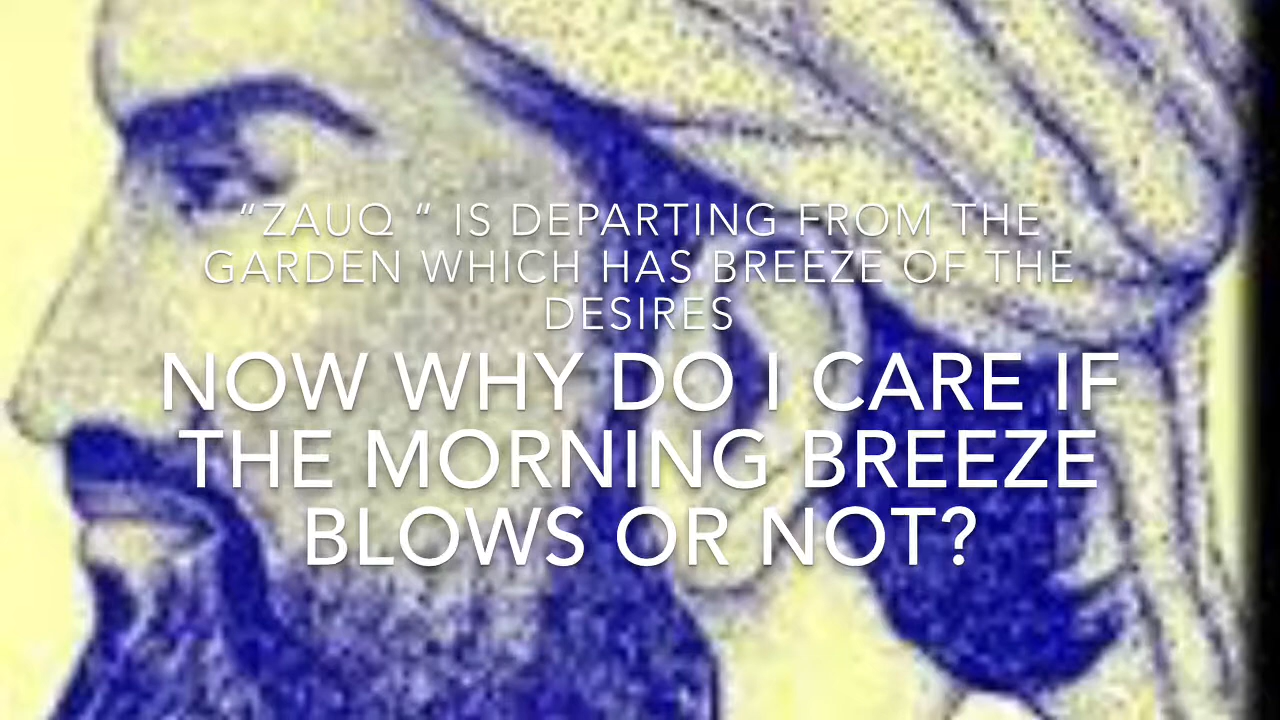 “ZAUQ “ IS DEPARTING FROM THE
GARDEN WHICH HAS BREEZE OF THE
DESIRES
NOW WHY DO I CARE IF
THE MORNING BREEZE
BLOWS OR NOT?